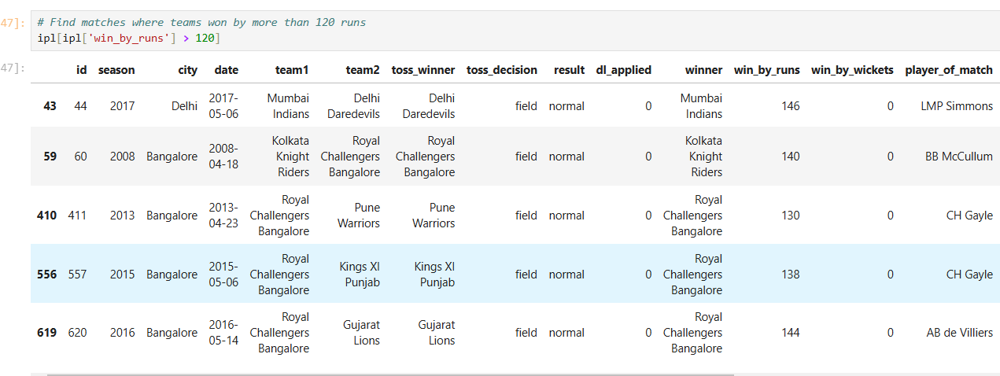 47]: # Find matches where teams won by more than 120 runs
ipl[ipl['win_by_runs'] > 120]
47]:
id season city date team1 team2 toss_winner toss_decision result dl_applied winner win_by_runs win_by_wickets player_of_match
43 44 2017 Delhi 2017-05-06 Mumbai Indians Delhi Daredevils Delhi Daredevils field normal 0 Mumbai Indians 146 0 LMP Simmons
59 60 2008 Bangalore 2008-04-18 Kolkata Knight Riders Royal Challengers Bangalore Royal Challengers Bangalore field normal 0 Kolkata Knight Riders 140 0 BB McCullum
410 411 2013 Bangalore 2013-04-23 Royal Challengers Bangalore Pune Warriors Pune Warriors field normal 0 Royal Challengers Bangalore 130 0 CH Gayle
556 557 2015 Bangalore 2015-05-06 Royal Challengers Bangalore Kings XI Punjab Kings XI Punjab field normal 0 Royal Challengers Bangalore 138 0 CH Gayle
619 620 2016 Bangalore 2016-05-14 Royal Challengers Bangalore Gujarat Lions Gujarat Lions field normal 0 Royal Challengers Bangalore 144 0 AB de Villiers